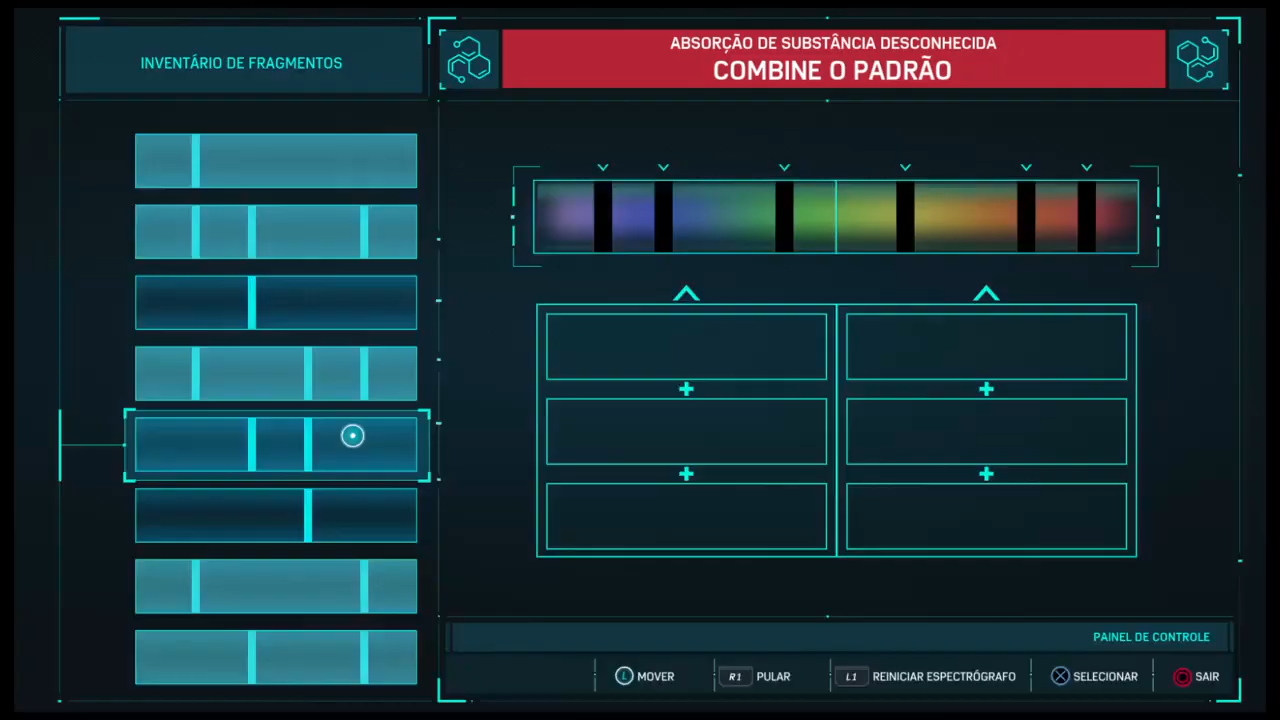 INVENTÁRIO DE FRAGMENTOS
ABSORÇÃO DE SUBSTÂNCIA DESCONHECIDA
COMBINE O PADRÃO
PAINEL DE CONTROLE
L MOVER R1 PULAR L1 REINICIAR ESPECTRÓGRAFO SELECIONAR SAIR